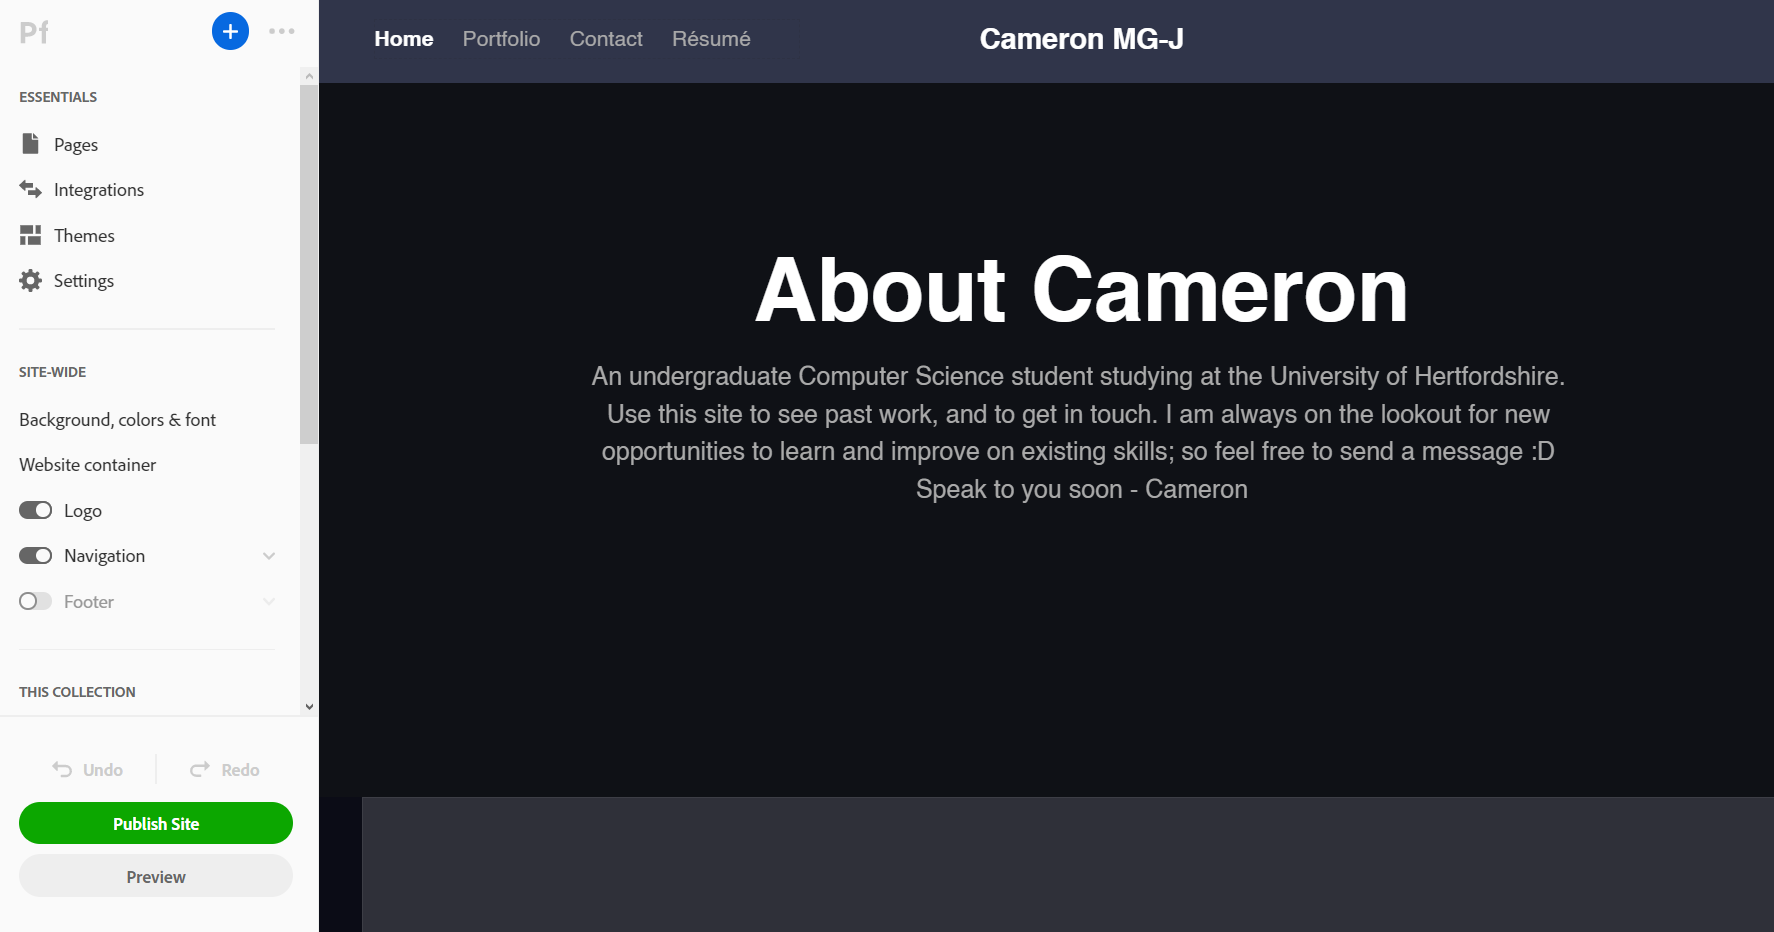 Pf
ESSENTIALS
Pages
Integrations
Themes
Settings
SITE-WIDE
Background, colors & font
Website container
Logo
Navigation
Footer
THIS COLLECTION
Undo
Redo
Publish Site
Preview
Home Portfolio Contact Résumé
Cameron MG-J
About Cameron
An undergraduate Computer Science student studying at the University of Hertfordshire.
Use this site to see past work, and to get in touch. I am always on the lookout for new
opportunities to learn and improve on existing skills; so feel free to send a message :D
Speak to you soon - Cameron